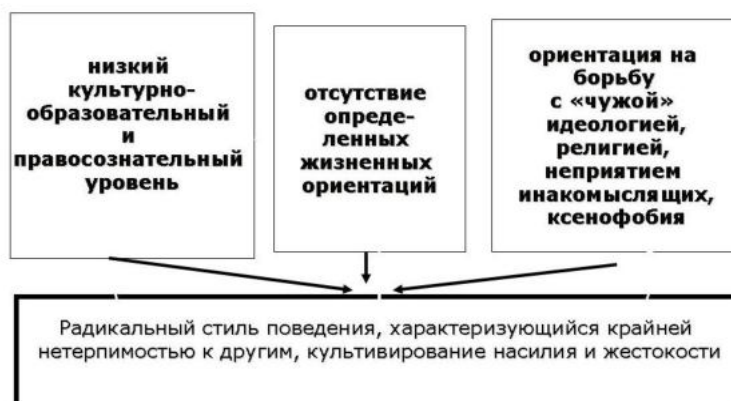 низкий
культурно-
образовательный
и
правосознательный
уровень
отсутствие
опреде-
ленных
жизненных
ориентаций
ориентация на
борьбу
с «чужой»
идеологией,
религией,
неприятием
инакомыслящих,
ксенофобия
Радикальный стиль поведения, характеризующийся крайней
нетерпимостью к другим, культивирование насилия и жестокости